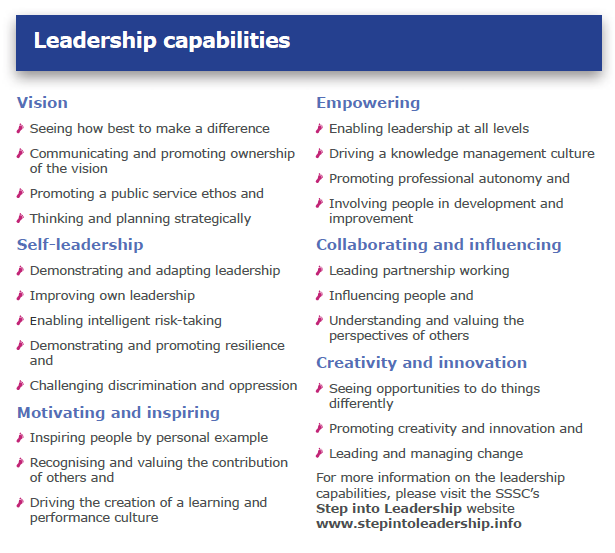 Leadership capabilities
Vision
Seeing how best to make a difference
Communicating and promoting ownership
of the vision
Promoting a public service ethos and
Thinking and planning strategically
Self-leadership
Demonstrating and adapting leadership
Improving own leadership
Enabling intelligent risk-taking
Demonstrating and promoting resilience
and
Challenging discrimination and oppression
Motivating and inspiring
Inspiring people by personal example
Recognising and valuing the contribution
of others and
Driving the creation of a learning and
performance culture
Empowering
Enabling leadership at all levels
Driving a knowledge management culture
Promoting professional autonomy and
Involving people in development and
improvement
Collaborating and influencing
Leading partnership working
Influencing people and
Understanding and valuing the
perspectives of others
Creativity and innovation
Seeing opportunities to do things
differently
Promoting creativity and innovation and
Leading and managing change
For more information on the leadership
capabilities, please visit the SSSC’s
Step into Leadership website
www.stepintoleadership.info